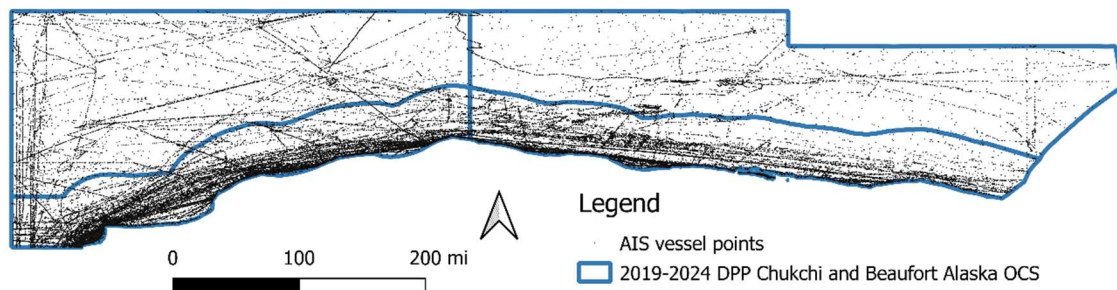 Legend
AIS vessel points
0 100 200 mi
2019-2024 DPP Chukchi and Beaufort Alaska OCS